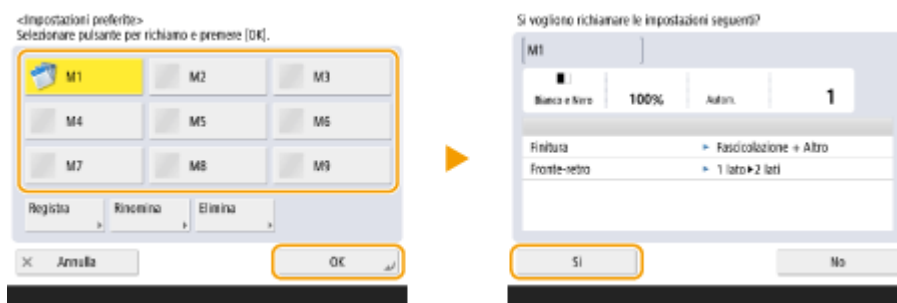 <Impostazioni preferite>
Selezionare pulsante per richiamo e premere [OK].
M1
M2
M3
M4
M5
M6
M7
M8
M9
Registra
Rinomina
Elimina
Annulla
OK
Si vogliono richiamare le impostazioni seguenti?
M1
Bianco e Nero
100%
Autom.
1
Finitura
Fascicolazione + Altro
Fronte-retro
1 lato▶2 lati
Sì
No